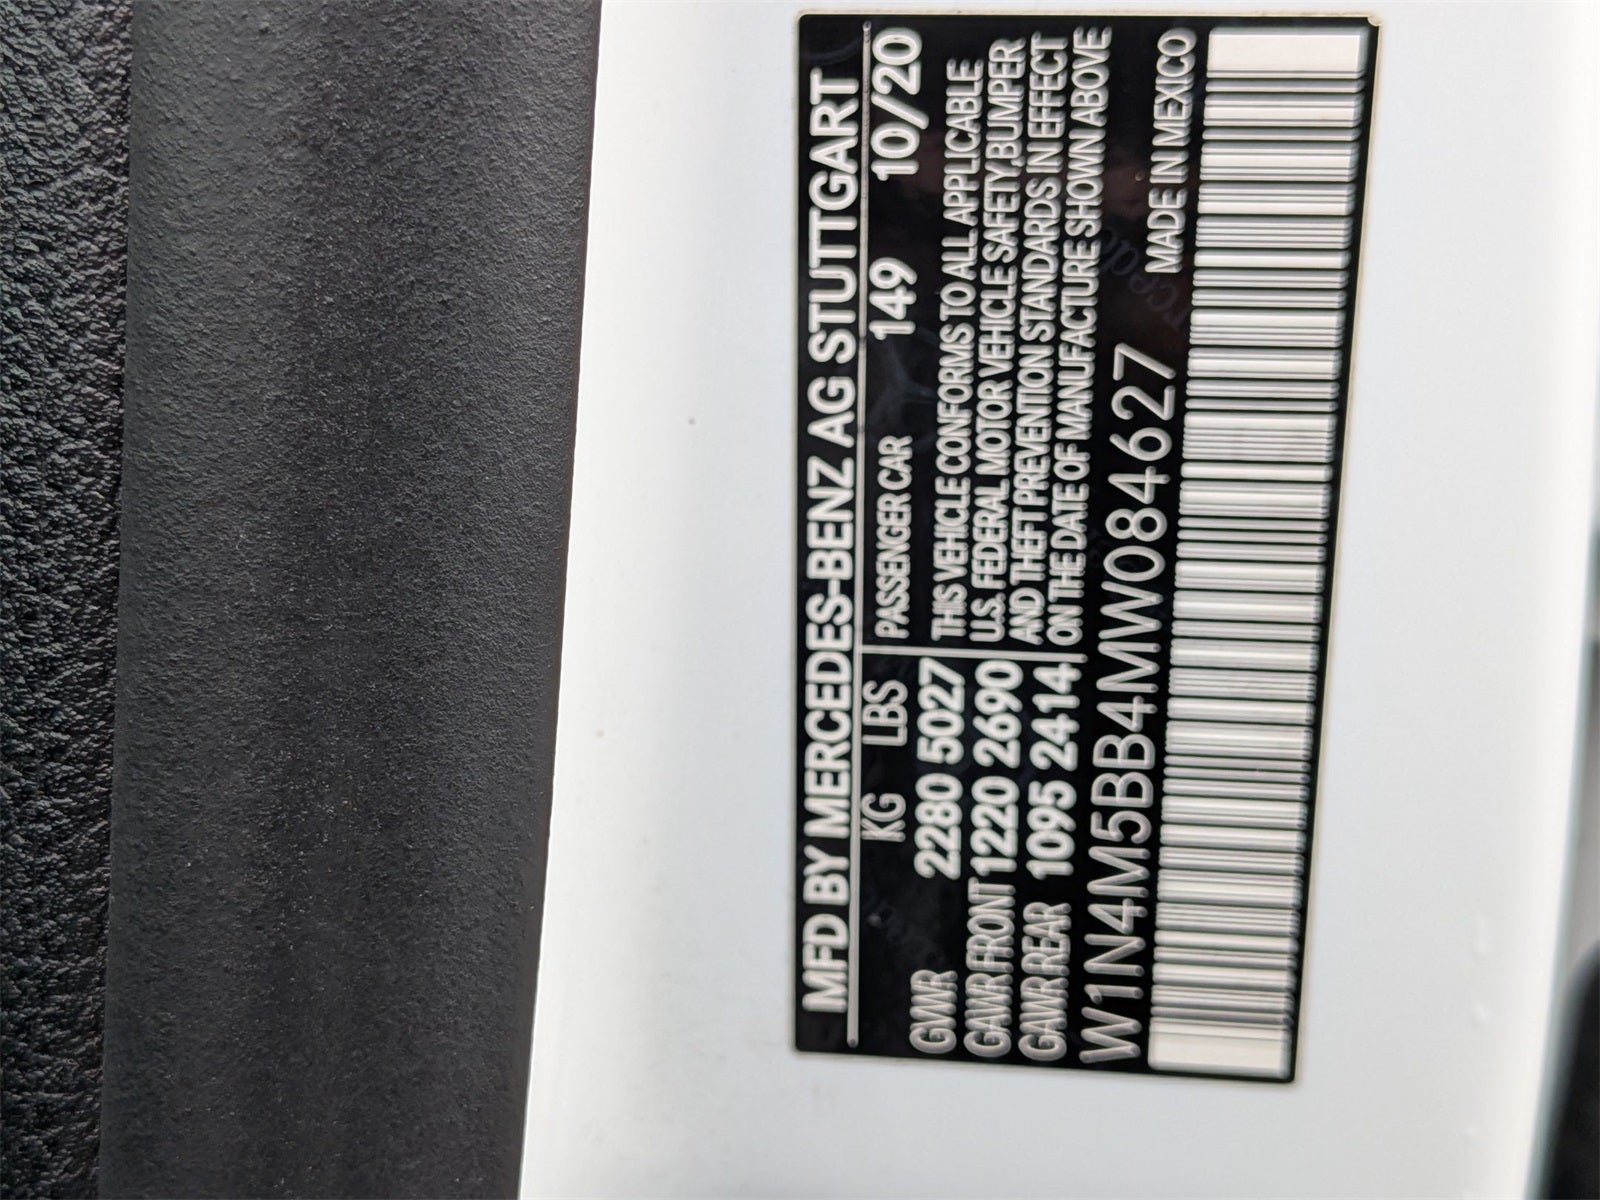 MFD BY MERCEDES-BENZ AG STUTTGART
KG LBS PASSENGER CAR 149 10/20
GVWR 2280 5027 THIS VEHICLE CONFORMS TO ALL APPLICABLE
GAWR FRONT 1220 2690 U.S. FEDERAL MOTOR VEHICLE SAFETY,BUMPER
GAWR REAR 1095 2414 AND THEFT PREVENTION STANDARDS IN EFFECT
ON THE DATE OF MANUFACTURE SHOWN ABOVE
W1N4M5BB4MW084627 MADE IN MEXICO